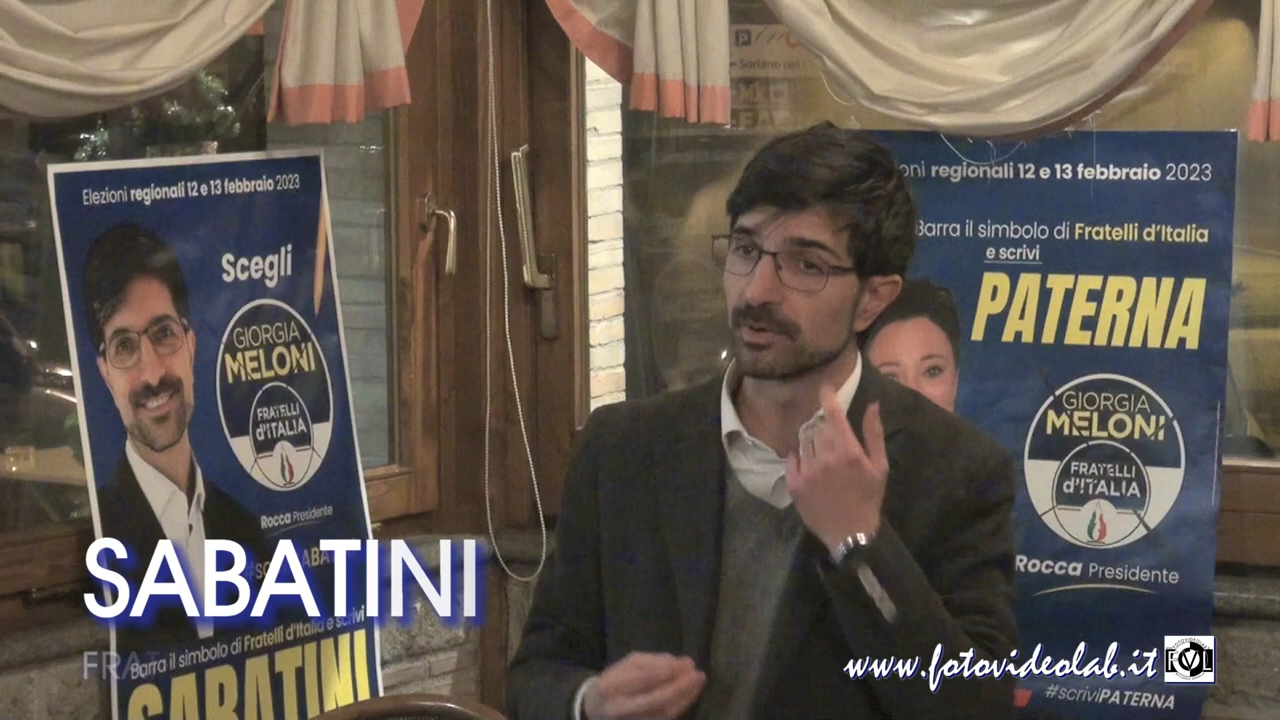 Elezioni regionali 12 e 13 febbraio 2023
Scegli
GIORGIA
MELONI
FRATELLI
d'ITALIA
Rocca Presidente
Barra il simbolo di Fratelli d'Italia e scrivi
SABATINI
SABATINI
FRAT
oni regionali 12 e 13 febbraio 2023
Barra il simbolo di Fratelli d'Italia
e scrivi
PATERNA
GIORGIA
MELONI
FRATELLI
d'ITALIA
Rocca Presidente
#scriviPATERNA
www.fotovideolab.it